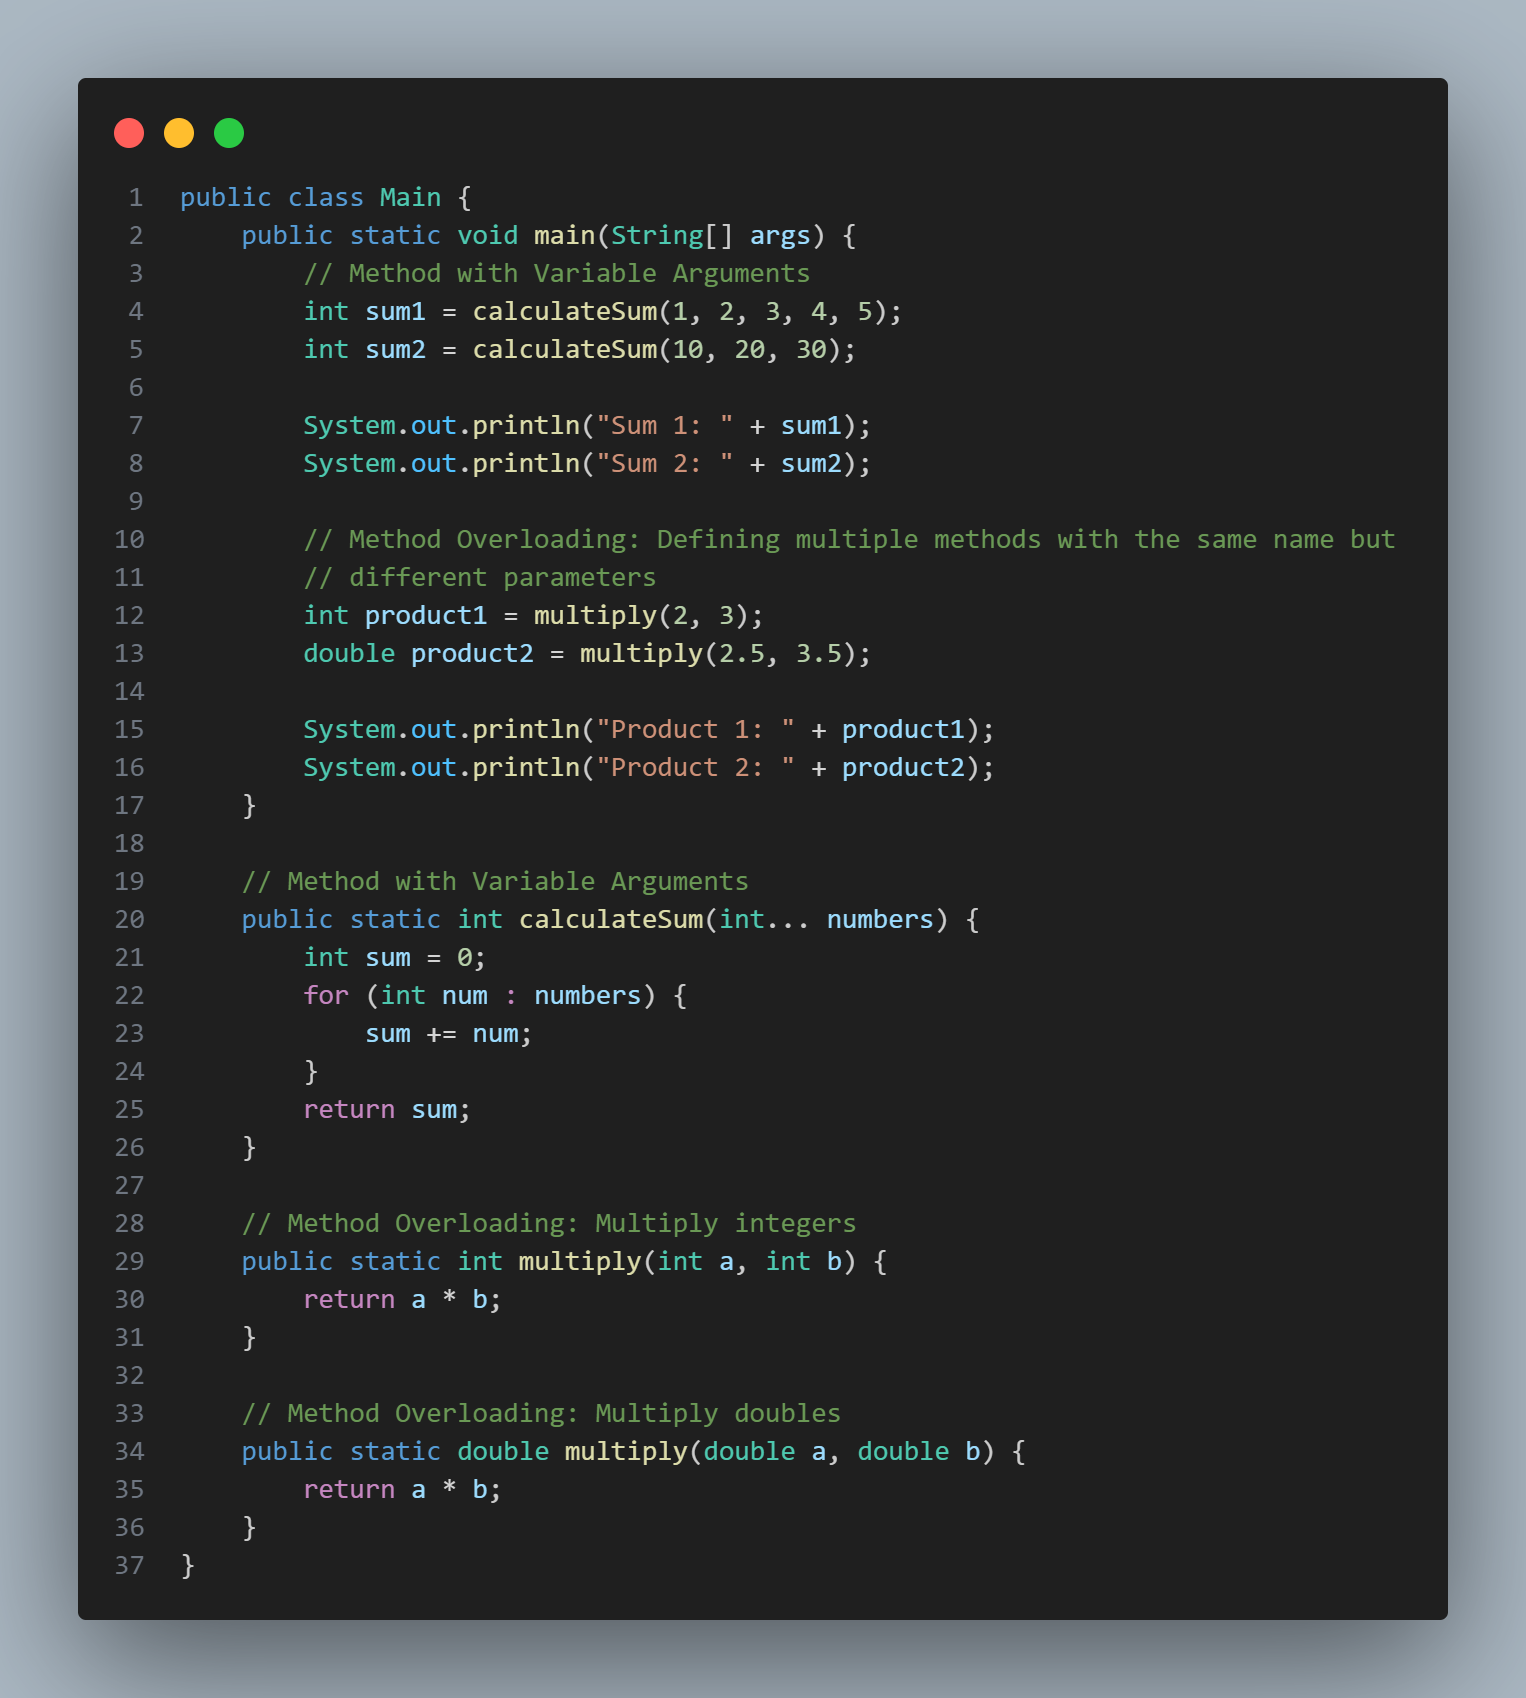 1 public class Main {
2     public static void main(String[] args) {
3         // Method with Variable Arguments
4         int sum1 = calculateSum(1, 2, 3, 4, 5);
5         int sum2 = calculateSum(10, 20, 30);
6
7         System.out.println("Sum 1: " + sum1);
8         System.out.println("Sum 2: " + sum2);
9
10         // Method Overloading: Defining multiple methods with the same name but
11         // different parameters
12         int product1 = multiply(2, 3);
13         double product2 = multiply(2.5, 3.5);
14
15         System.out.println("Product 1: " + product1);
16         System.out.println("Product 2: " + product2);
17     }
18
19     // Method with Variable Arguments
20     public static int calculateSum(int... numbers) {
21         int sum = 0;
22         for (int num : numbers) {
23             sum += num;
24         }
25         return sum;
26     }
27
28     // Method Overloading: Multiply integers
29     public static int multiply(int a, int b) {
30         return a * b;
31     }
32
33     // Method Overloading: Multiply doubles
34     public static double multiply(double a, double b) {
35         return a * b;
36     }
37 }